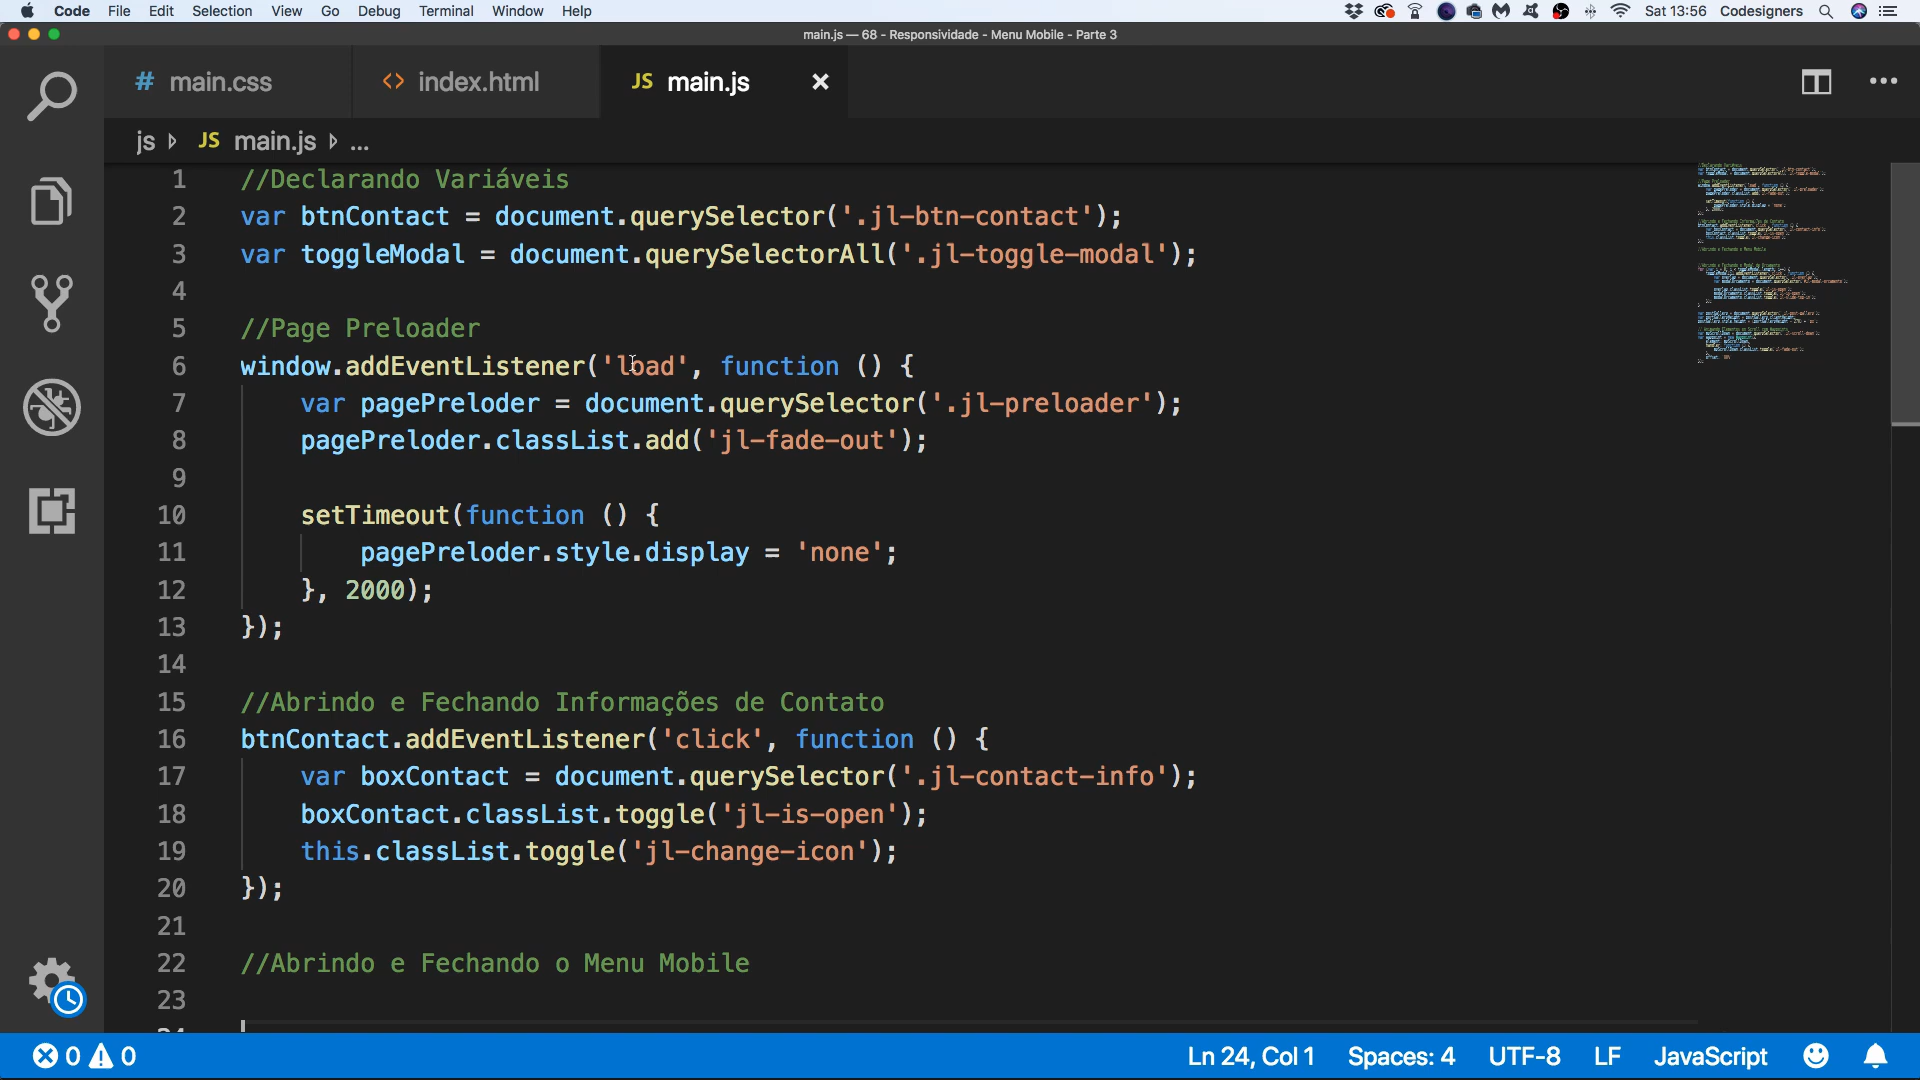 Code File Edit Selection View Go Debug Terminal Window Help Sat 13:56 Codesigners
main.js — 68 - Responsividade - Menu Mobile - Parte 3
# main.css <> index.html JS main.js ×
js JS main.js ...
1 //Declarando Variáveis
2 var btnContact = document.querySelector('.jl-btn-contact');
3 var toggleModal = document.querySelectorAll('.jl-toggle-modal');
4
5 //Page Preloader
6 window.addEventListener('load', function () {
7 var pagePreloder = document.querySelector('.jl-preloader');
8 pagePreloder.classList.add('jl-fade-out');
9
10 setTimeout(function () {
11 pagePreloder.style.display = 'none';
12 }, 2000);
13 });
14
15 //Abrindo e Fechando Informações de Contato
16 btnContact.addEventListener('click', function () {
17 var boxContact = document.querySelector('.jl-contact-info');
18 boxContact.classList.toggle('jl-is-open');
19 this.classList.toggle('jl-change-icon');
20 });
21
22 //Abrindo e Fechando o Menu Mobile
23
0 0 Ln 24, Col 1 Spaces: 4 UTF-8 LF JavaScript